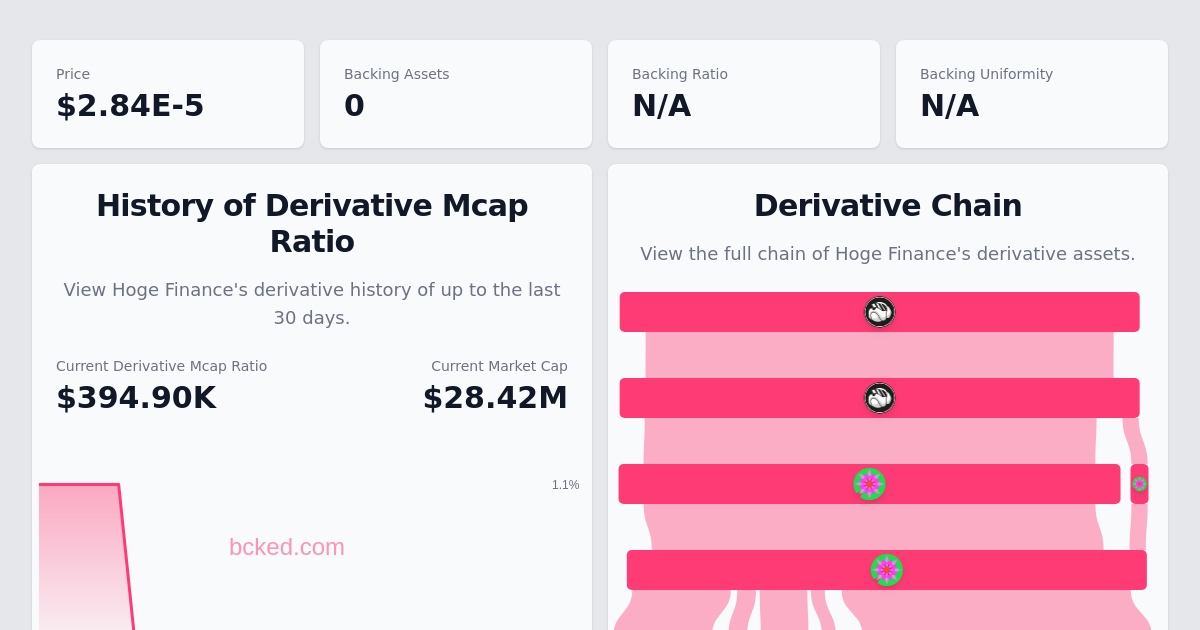 Price
$2.84E-5
Backing Assets
0
Backing Ratio
N/A
Backing Uniformity
N/A
History of Derivative Mcap
Ratio
View Hoge Finance's derivative history of up to the last
30 days.
Current Derivative Mcap Ratio
$394.90K
Current Market Cap
$28.42M
1.1%
bcked.com
Derivative Chain
View the full chain of Hoge Finance's derivative assets.